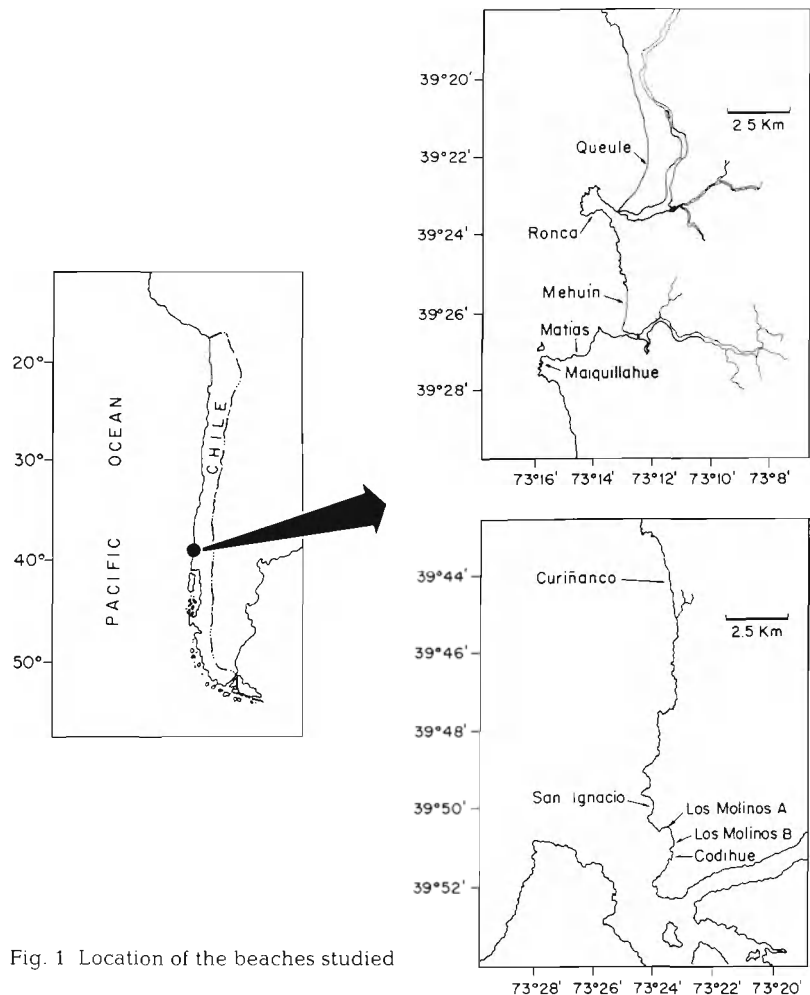 39°20'
39°22'
39°24'
39°26'
39°28'
2 5 Km
Queule
Ronca
Mehuín
Matías
Maiquillahue
73°16' 73°14' 73°12' 73°10' 73°8'
20°
30°
40°
50°
PACIFIC OCEAN
CHILE
39°44'
39°46'
39°48'
39°50'
39°52'
Curiñanco
2.5 Km
San Ignacio
Los Molinos A
Los Molinos B
Codihue
73°28' 73°26' 73°24' 73°22' 73°20'
Fig. 1 Location of the beaches studied